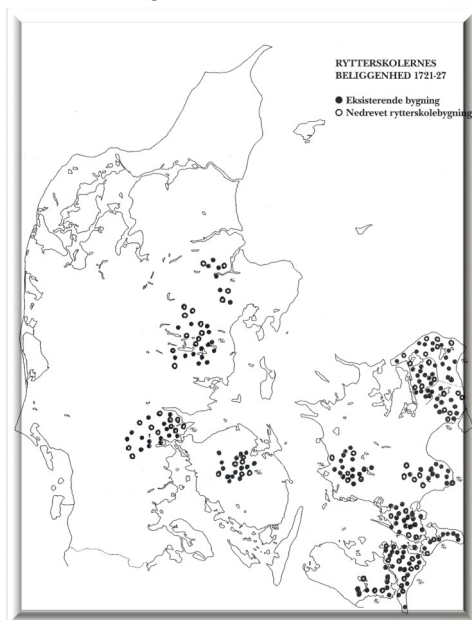 RYTTERSKOLERNES
BELIGGENHED 1721-27
Eksisterende bygning
Nedrevet rytterskolebygning